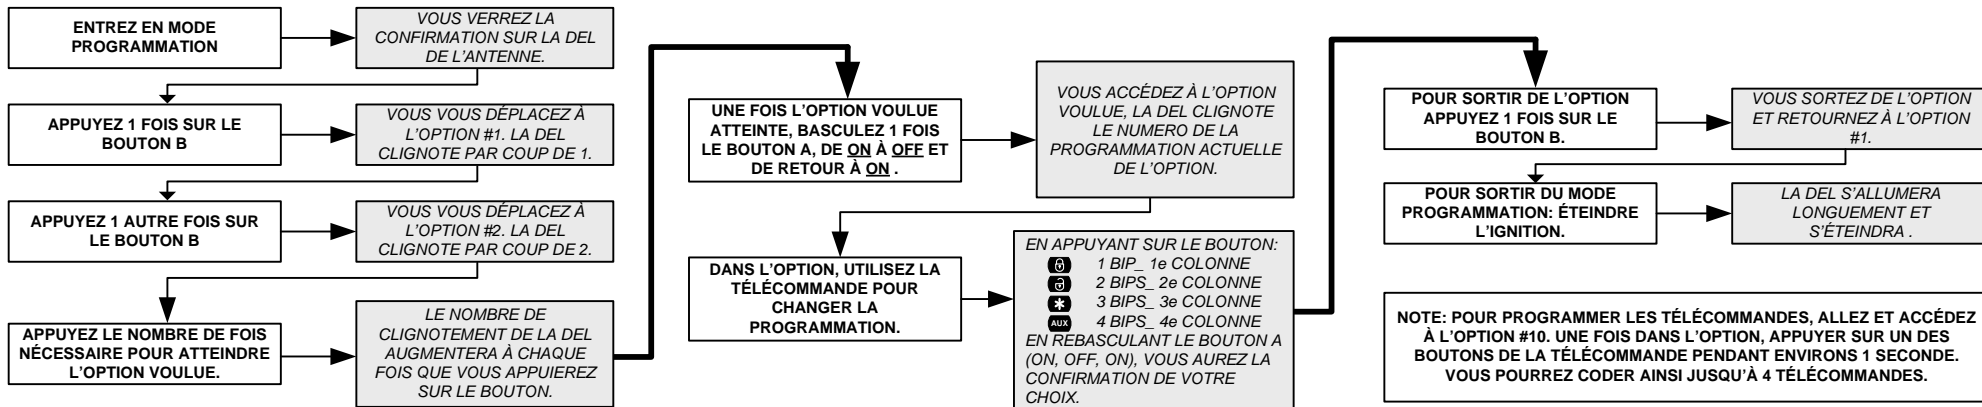 ENTREZ EN MODE
PROGRAMMATION
VOUS VERREZ LA
CONFIRMATION SUR LA DEL
DE L'ANTENNE.
APPUYEZ 1 FOIS SUR LE
BOUTON B
VOUS VOUS DÉPLACEZ À
L'OPTION #1. LA DEL
CLIGNOTE PAR COUP DE 1.
APPUYEZ 1 AUTRE FOIS SUR
LE BOUTON B
VOUS VOUS DÉPLACEZ À
L'OPTION #2. LA DEL
CLIGNOTE PAR COUP DE 2.
APPUYEZ LE NOMBRE DE FOIS
NÉCESSAIRE POUR ATTEINDRE
L'OPTION VOULUE.
LE NOMBRE DE
CLIGNOTEMENT DE LA DEL
AUGMENTERA À CHAQUE
FOIS QUE VOUS APPUIEREZ
SUR LE BOUTON.
UNE FOIS L'OPTION VOULUE
ATTEINTE, BASCULEZ 1 FOIS
LE BOUTON A, DE ON À OFF ET
DE RETOUR À ON .
VOUS ACCÉDEZ À L'OPTION
VOULUE, LA DEL CLIGNOTE
LE NUMERO DE LA
PROGRAMMATION ACTUELLE
DE L'OPTION.
DANS L'OPTION, UTILISEZ LA
TÉLÉCOMMANDE POUR
CHANGER LA
PROGRAMMATION.
EN APPUYANT SUR LE BOUTON:
1 BIP_ 1e COLONNE
2 BIPS_ 2e COLONNE
3 BIPS_ 3e COLONNE
AUX 4 BIPS_ 4e COLONNE
EN REBASCULANT LE BOUTON A
(ON, OFF, ON), VOUS AUREZ LA
CONFIRMATION DE VOTRE
CHOIX.
POUR SORTIR DE L'OPTION
APPUYEZ 1 FOIS SUR LE
BOUTON B.
VOUS SORTEZ DE L'OPTION
ET RETOURNEZ À L'OPTION
#1.
POUR SORTIR DU MODE
PROGRAMMATION: ÉTEINDRE
L'IGNITION.
LA DEL S'ALLUMERA
LONGUEMENT ET
S'ÉTEINDRA .
NOTE: POUR PROGRAMMER LES TÉLÉCOMMANDES, ALLEZ ET ACCÉDEZ
À L'OPTION #10. UNE FOIS DANS L'OPTION, APPUYER SUR UN DES
BOUTONS DE LA TÉLÉCOMMANDE PENDANT ENVIRONS 1 SECONDE.
VOUS POURREZ CODER AINSI JUSQU'À 4 TÉLÉCOMMANDES.